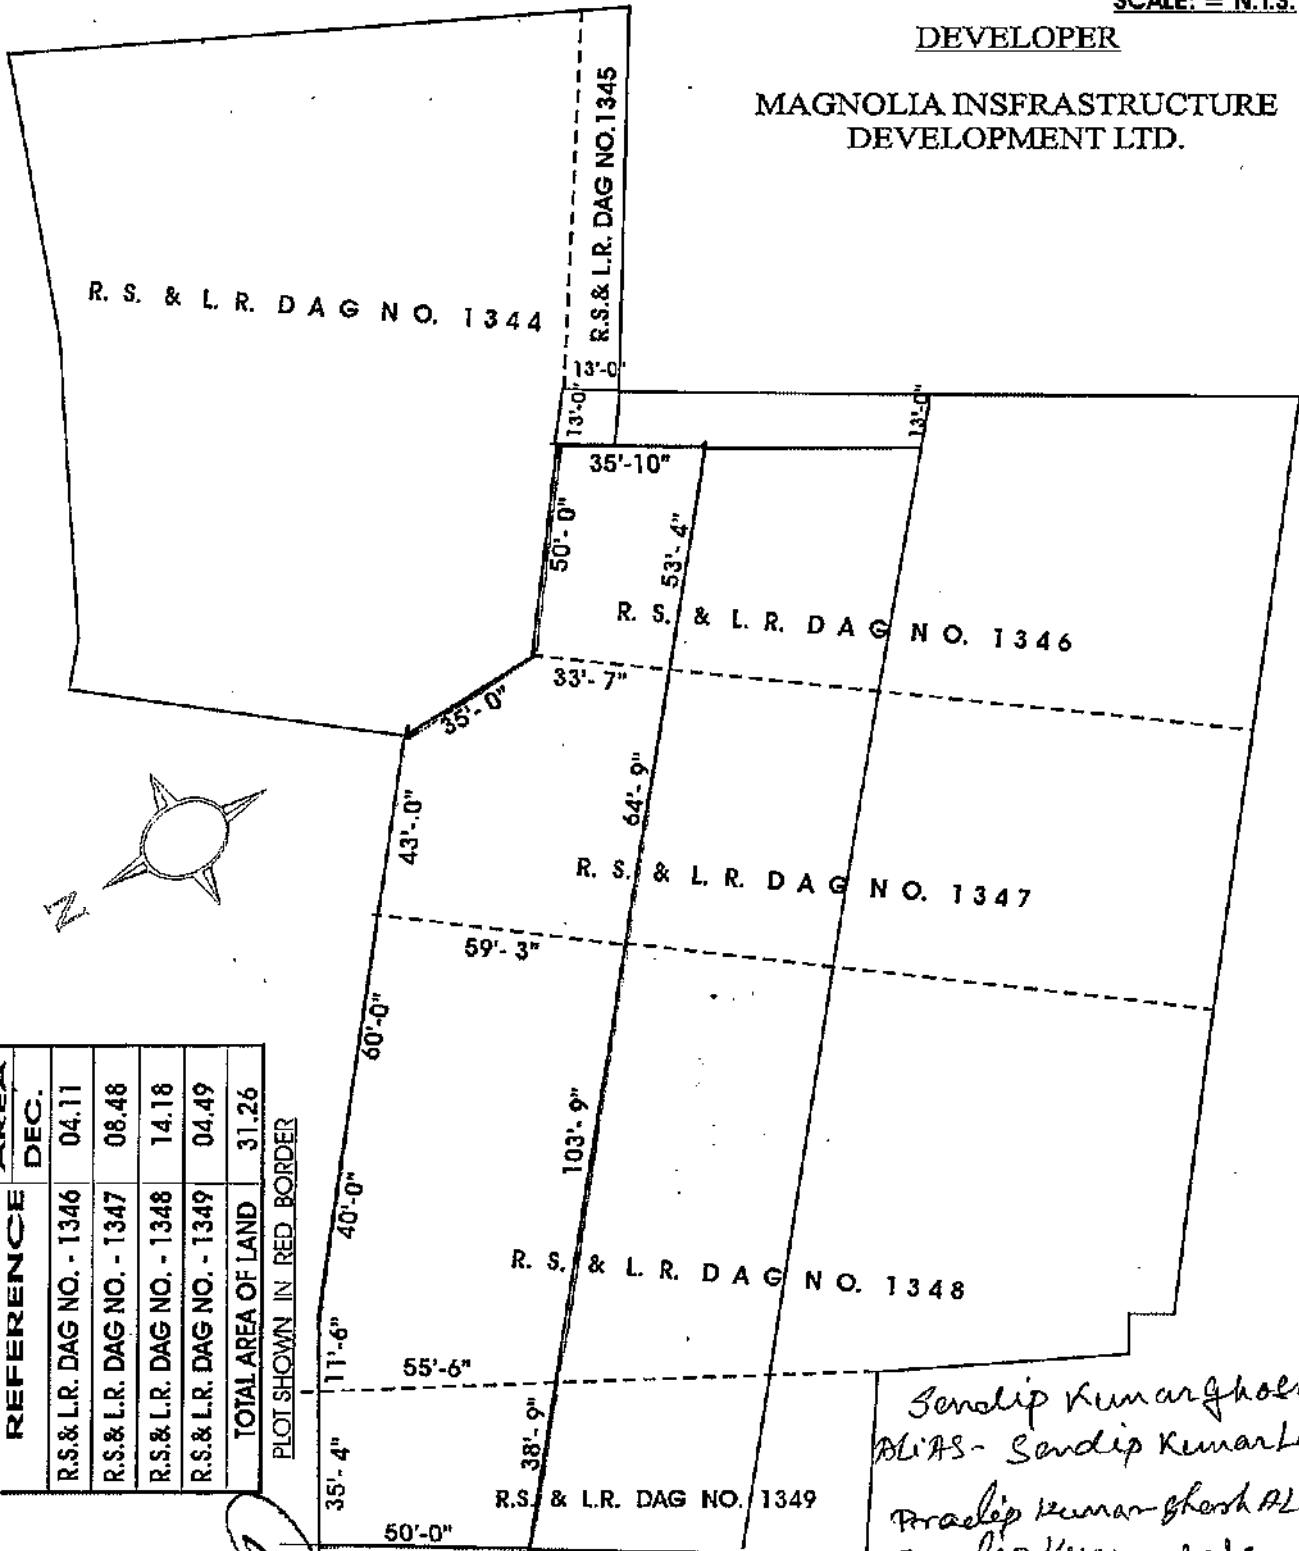 SCALE: = N.T.S.
DEVELOPER
MAGNOLIA INSFRASTRUCTURE
DEVELOPMENT LTD.
R.S.& L.R. DAG NO.1345
R. S. & L. R. DAG NO. 1344
13'-0"
13'-0"
13'-0"
35'-10"
50'-0"
53'-4"
R. S. & L. R. DAG NO. 1346
33'-7"
35'-0"
43'-0"
64'-9"
R. S. & L. R. DAG NO. 1347
N
59'-3"
60'-0"
103'-9"
40'-0"
R. S. & L. R. DAG NO. 1348
11'-6"
55'-6"
35'-4"
38'-9"
R.S. & L.R. DAG NO. 1349
50'-0"
REFERENCE AREA
DEC.
R.S.& L.R. DAG NO. - 1346 04.11
R.S.& L.R. DAG NO. - 1347 08.48
R.S.& L.R. DAG NO. - 1348 14.18
R.S.& L.R. DAG NO. - 1349 04.49
TOTAL AREA OF LAND 31.26
PLOT SHOWN IN RED BORDER
Sendip Kumar Ghosh
ALIAS - Sendip Kumar
Pradip Kumar Ghosh